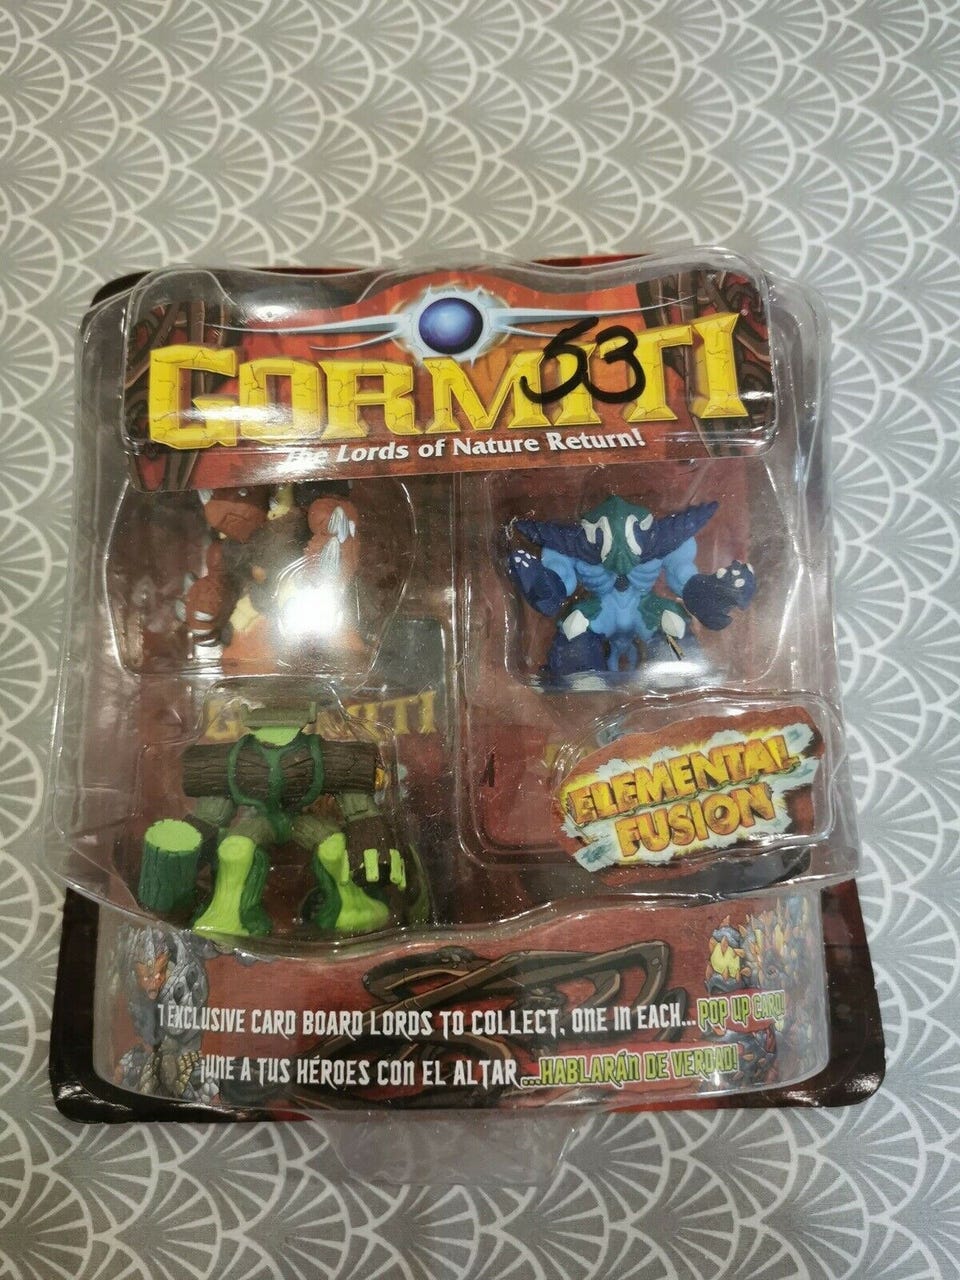 GORMITI
53
The Lords of Nature Return!
GORMITI
ELEMENTAL
FUSION
1 EXCLUSIVE CARD BOARD LORDS TO COLLECT, ONE IN EACH... POP UP CARD!
¡UNE A TUS HÉROES CON EL ALTAR...HABLARÁN DE VERDAD!